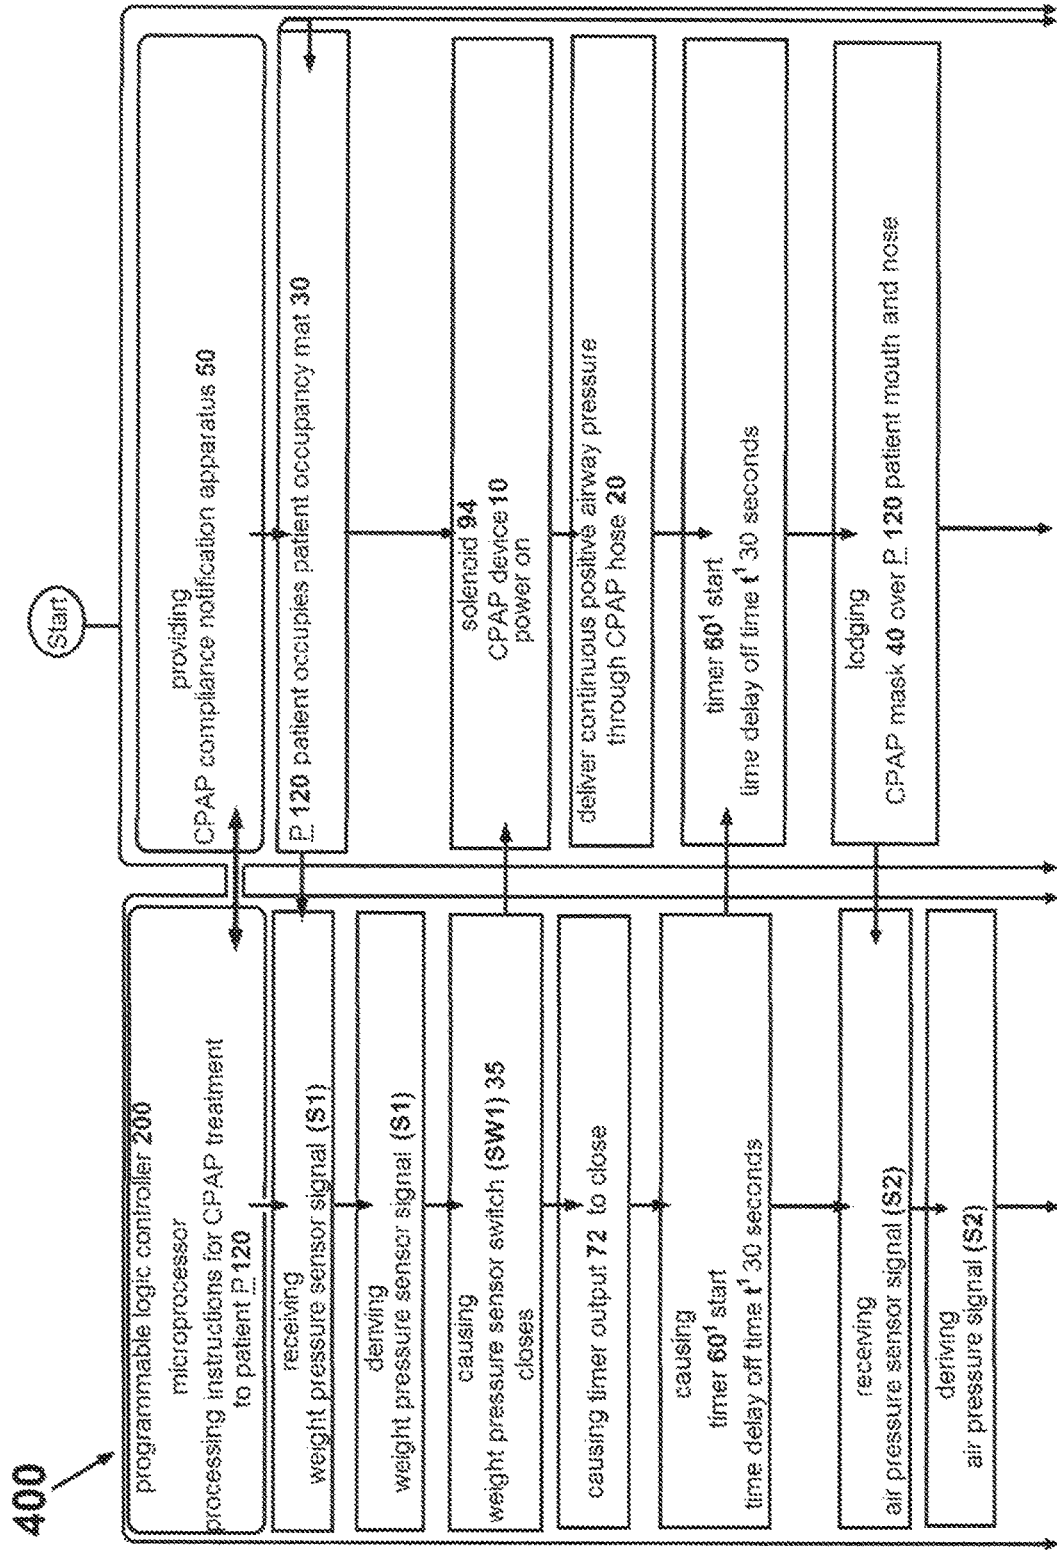 400
Start
programmable logic controller 200
microprocessor
processing instructions for CPAP treatment
to patient P 120
receiving
weight pressure sensor signal (S1)
deriving
weight pressure sensor signal (S1)
causing
weight pressure sensor switch (SW1) 35
closes
causing timer output 72 to close
causing
timer 60¹ start
time delay off time t¹ 30 seconds
receiving
air pressure sensor signal (S2)
deriving
air pressure signal (S2)
providing
CPAP compliance notification apparatus 50
P 120 patient occupies patient occupancy mat 30
solenoid 94
CPAP device 10
power on
deliver continuous positive airway pressure
through CPAP hose 20
timer 60¹ start
time delay off time t¹ 30 seconds
lodging
CPAP mask 40 over P 120 patient mouth and nose